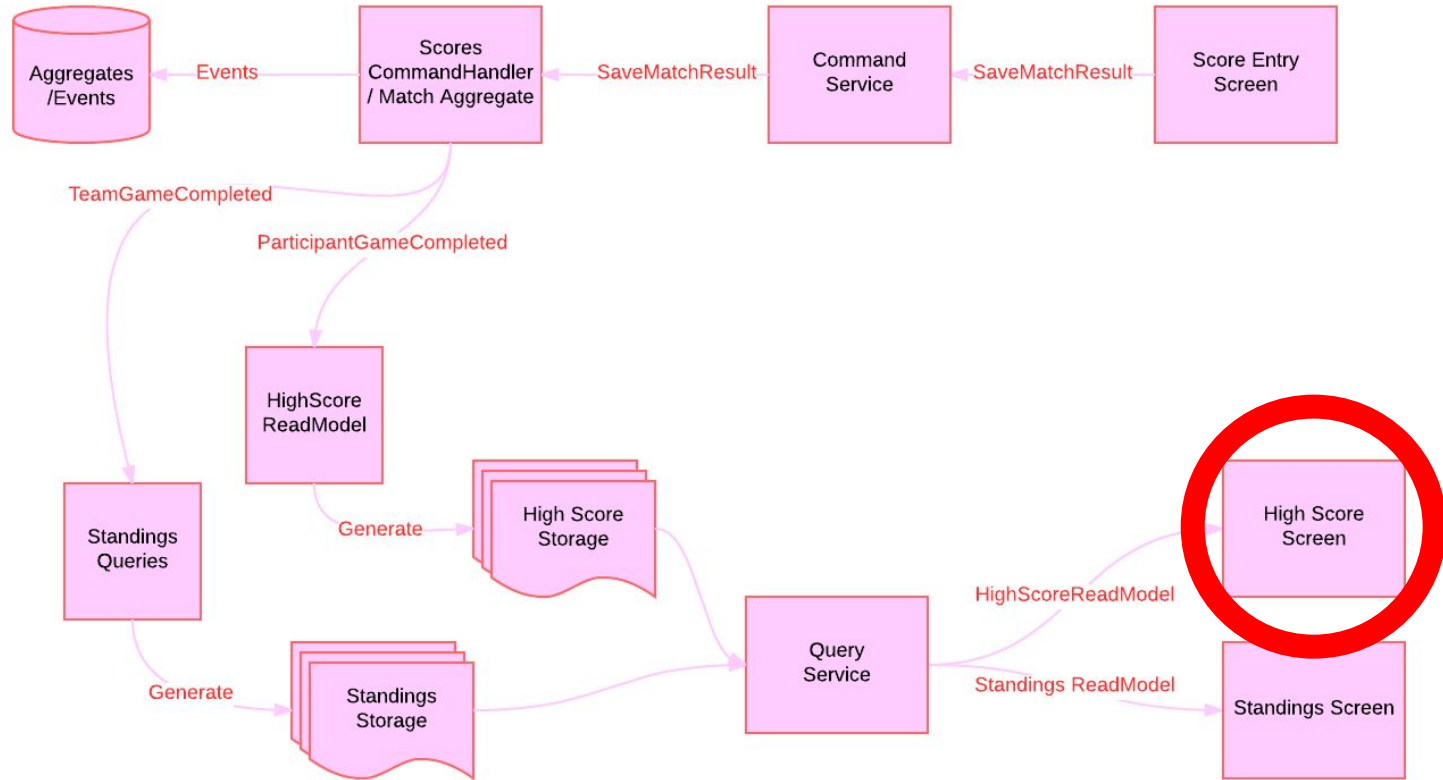 Aggregates
/Events
Events
Scores
CommandHandler
/ Match Aggregate
SaveMatchResult
Command
Service
SaveMatchResult
Score Entry
Screen
TeamGameCompleted
ParticipantGameCompleted
HighScore
ReadModel
Standings
Queries
Generate
High Score
Storage
High Score
Screen
HighScoreReadModel
Query
Service
Generate
Standings
Storage
Standings ReadModel
Standings Screen